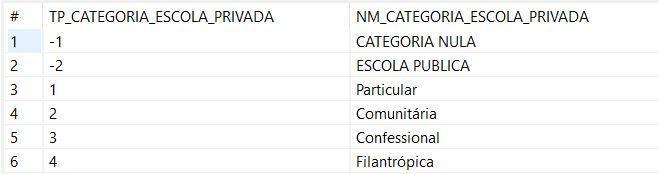 # TP_CATEGORIA_ESCOLA_PRIVADA NM_CATEGORIA_ESCOLA_PRIVADA
1 -1 CATEGORIA NULA
2 -2 ESCOLA PUBLICA
3 1 Particular
4 2 Comunitária
5 3 Confessional
6 4 Filantrópica